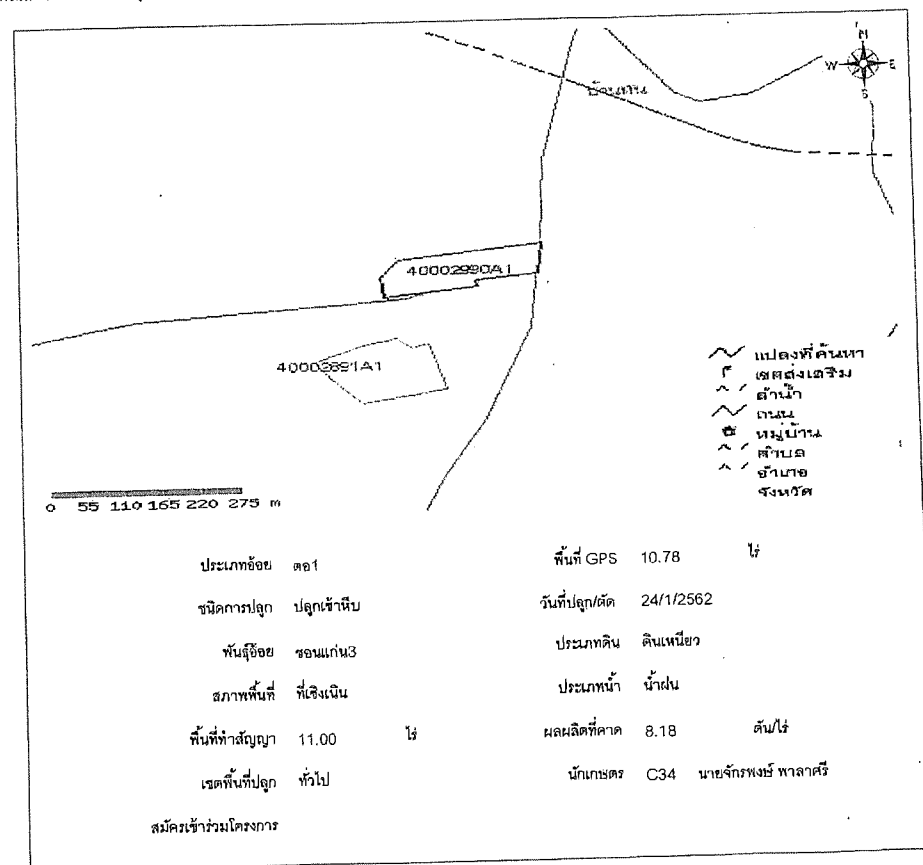 N
W E
S
บ้านหน
40002990A1
40002891A1
แปลงที่ค้นหา
เขตส่งเสริม
ลำน้ำ
ถนน
หมู่บ้าน
ตำบล
อำเภอ
จังหวัด
0 55 110 165 220 275 m
ประเภทอ้อย ตอ1 พื้นที่ GPS 10.78 ไร่
ชนิดการปลูก ปลูกเข้าหีบ วันที่ปลูก/ตัด 24/1/2562
พันธุ์อ้อย ขอนแก่น3 ประเภทดิน ดินเหนียว
สภาพพื้นที่ ที่เชิงเนิน ประเภทน้ำ น้ำฝน
พื้นที่ทำสัญญา 11.00 ไร่ ผลผลิตที่คาด 8.18 ตัน/ไร่
เขตพื้นที่ปลูก ทั่วไป นักเกษตร C34 นายจักรพงษ์ พาลาศรี
สมัครเข้าร่วมโครงการ